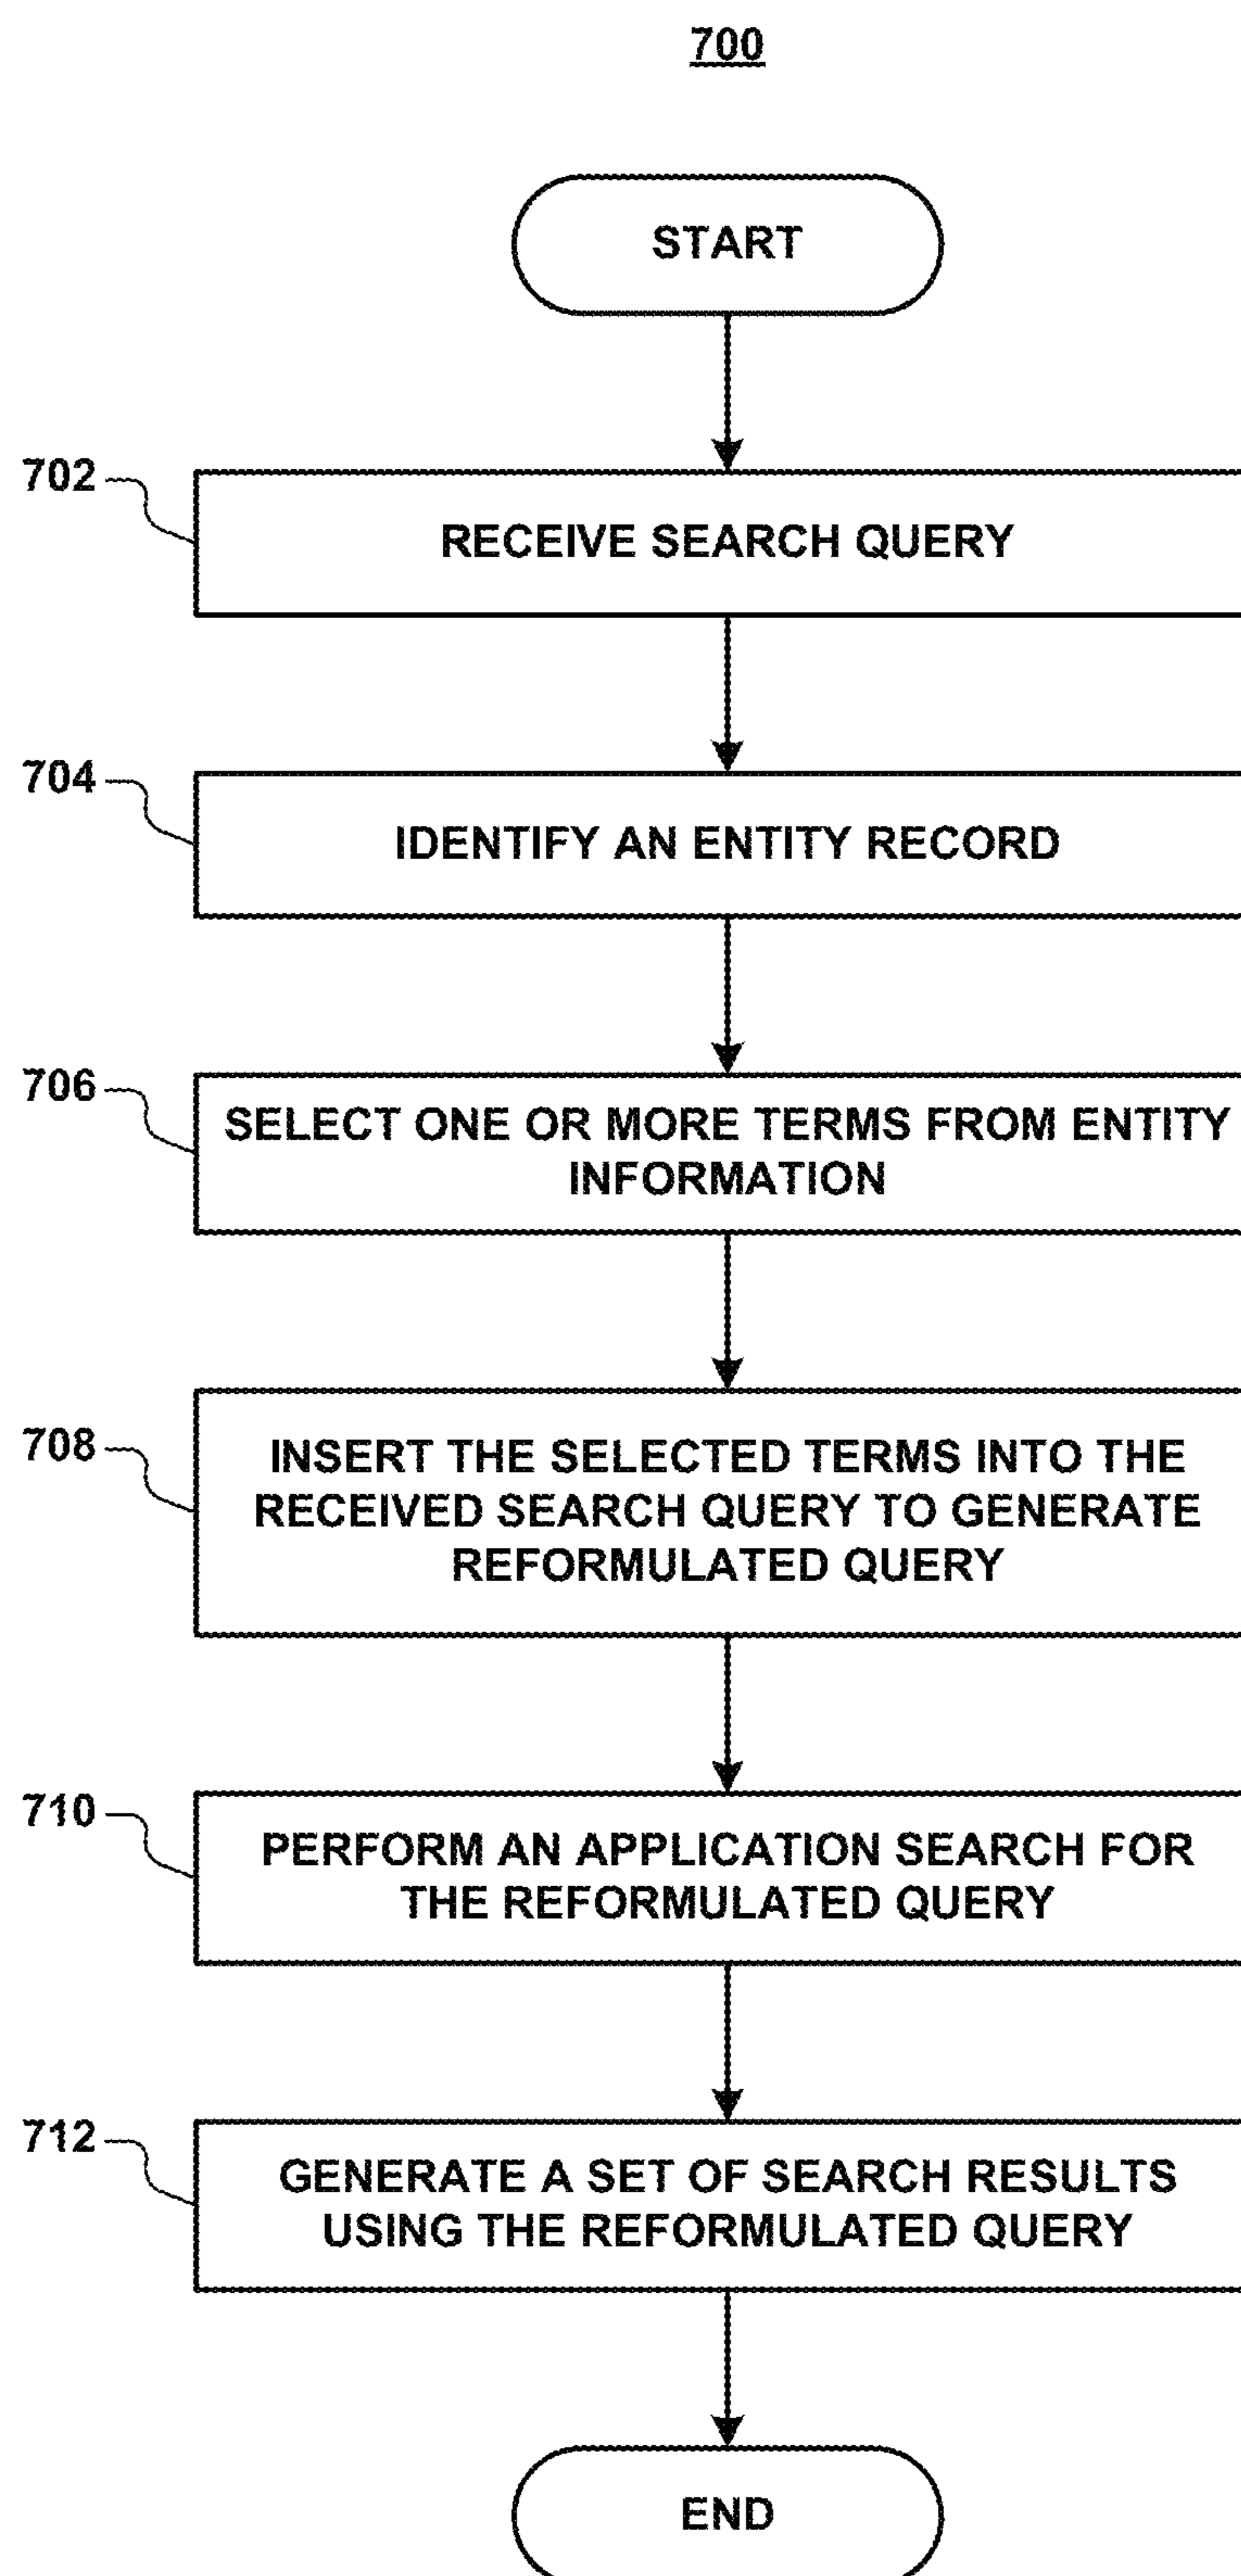 700
START
702
RECEIVE SEARCH QUERY
704
IDENTIFY AN ENTITY RECORD
706
SELECT ONE OR MORE TERMS FROM ENTITY
INFORMATION
708
INSERT THE SELECTED TERMS INTO THE
RECEIVED SEARCH QUERY TO GENERATE
REFORMULATED QUERY
710
PERFORM AN APPLICATION SEARCH FOR
THE REFORMULATED QUERY
712
GENERATE A SET OF SEARCH RESULTS
USING THE REFORMULATED QUERY
END